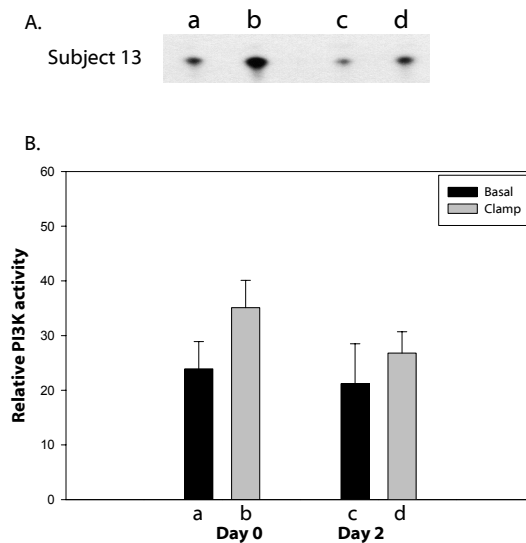 A.
a b c d
Subject 13
B.
60
50
40
30
20
10
0
Relative PI3K activity
Basal
Clamp
a b c d
Day 0 Day 2